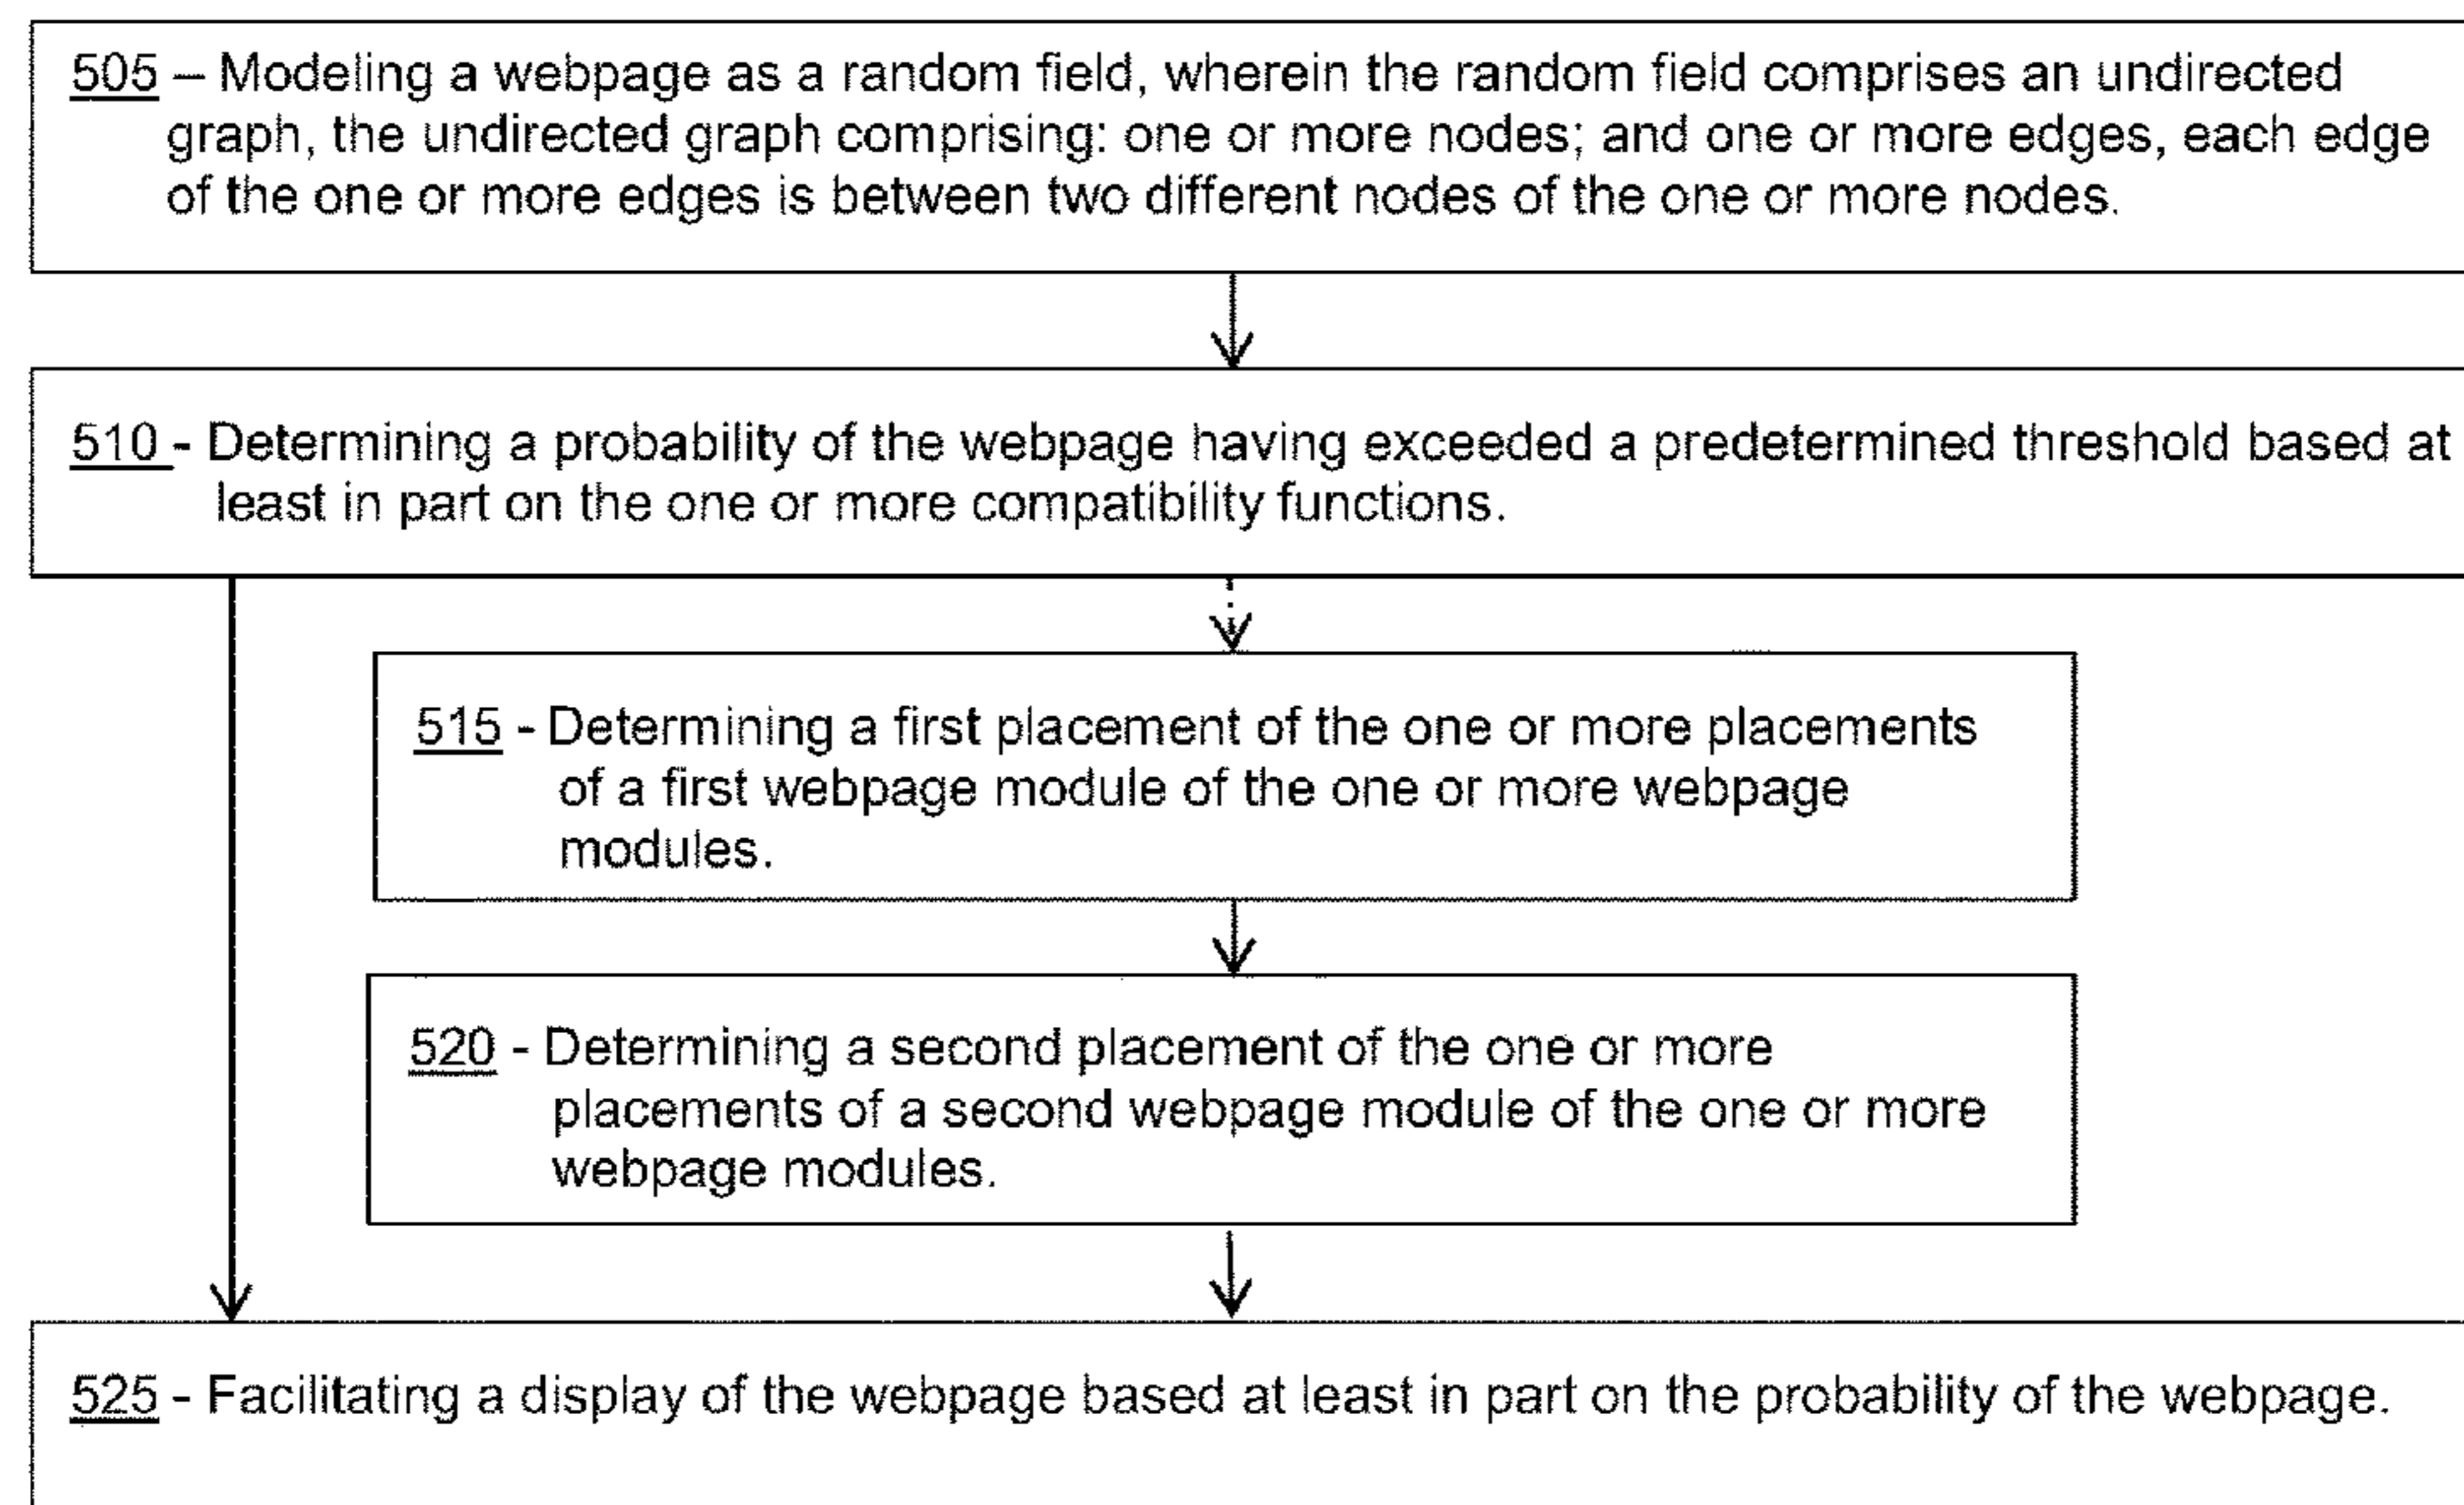 505 – Modeling a webpage as a random field, wherein the random field comprises an undirected
graph, the undirected graph comprising: one or more nodes; and one or more edges, each edge
of the one or more edges is between two different nodes of the one or more nodes.
510 - Determining a probability of the webpage having exceeded a predetermined threshold based at
least in part on the one or more compatibility functions.
515 - Determining a first placement of the one or more placements
of a first webpage module of the one or more webpage
modules.
520 - Determining a second placement of the one or more
placements of a second webpage module of the one or more
webpage modules.
525 - Facilitating a display of the webpage based at least in part on the probability of the webpage.